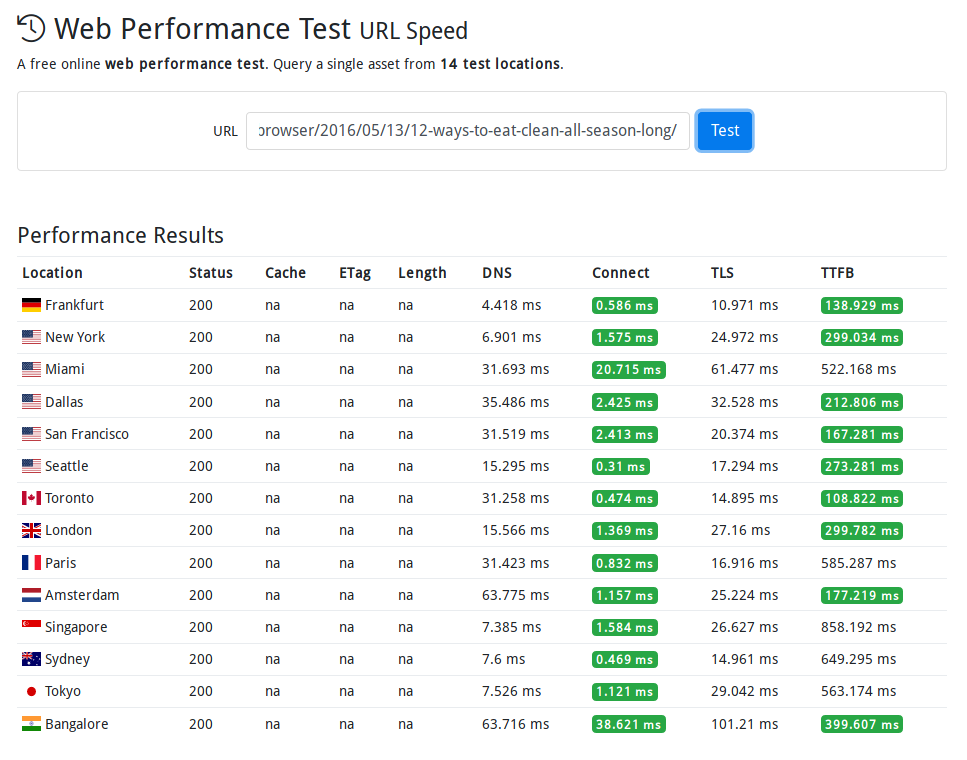 Web Performance Test URL Speed
A free online web performance test. Query a single asset from 14 test locations.
URL browser/2016/05/13/12-ways-to-eat-clean-all-season-long/ Test
Performance Results
Location Status Cache ETag Length DNS Connect TLS TTFB
Frankfurt 200 na na na 4.418 ms 0.586 ms 10.971 ms 138.929 ms
New York 200 na na na 6.901 ms 1.575 ms 24.972 ms 299.034 ms
Miami 200 na na na 31.693 ms 20.715 ms 61.477 ms 522.168 ms
Dallas 200 na na na 35.486 ms 2.425 ms 32.528 ms 212.806 ms
San Francisco 200 na na na 31.519 ms 2.413 ms 20.374 ms 167.281 ms
Seattle 200 na na na 15.295 ms 0.31 ms 17.294 ms 273.281 ms
Toronto 200 na na na 31.258 ms 0.474 ms 14.895 ms 108.822 ms
London 200 na na na 15.566 ms 1.369 ms 27.16 ms 299.782 ms
Paris 200 na na na 31.423 ms 0.832 ms 16.916 ms 585.287 ms
Amsterdam 200 na na na 63.775 ms 1.157 ms 25.224 ms 177.219 ms
Singapore 200 na na na 7.385 ms 1.584 ms 26.627 ms 858.192 ms
Sydney 200 na na na 7.6 ms 0.469 ms 14.961 ms 649.295 ms
Tokyo 200 na na na 7.526 ms 1.121 ms 29.042 ms 563.174 ms
Bangalore 200 na na na 63.716 ms 38.621 ms 101.21 ms 399.607 ms